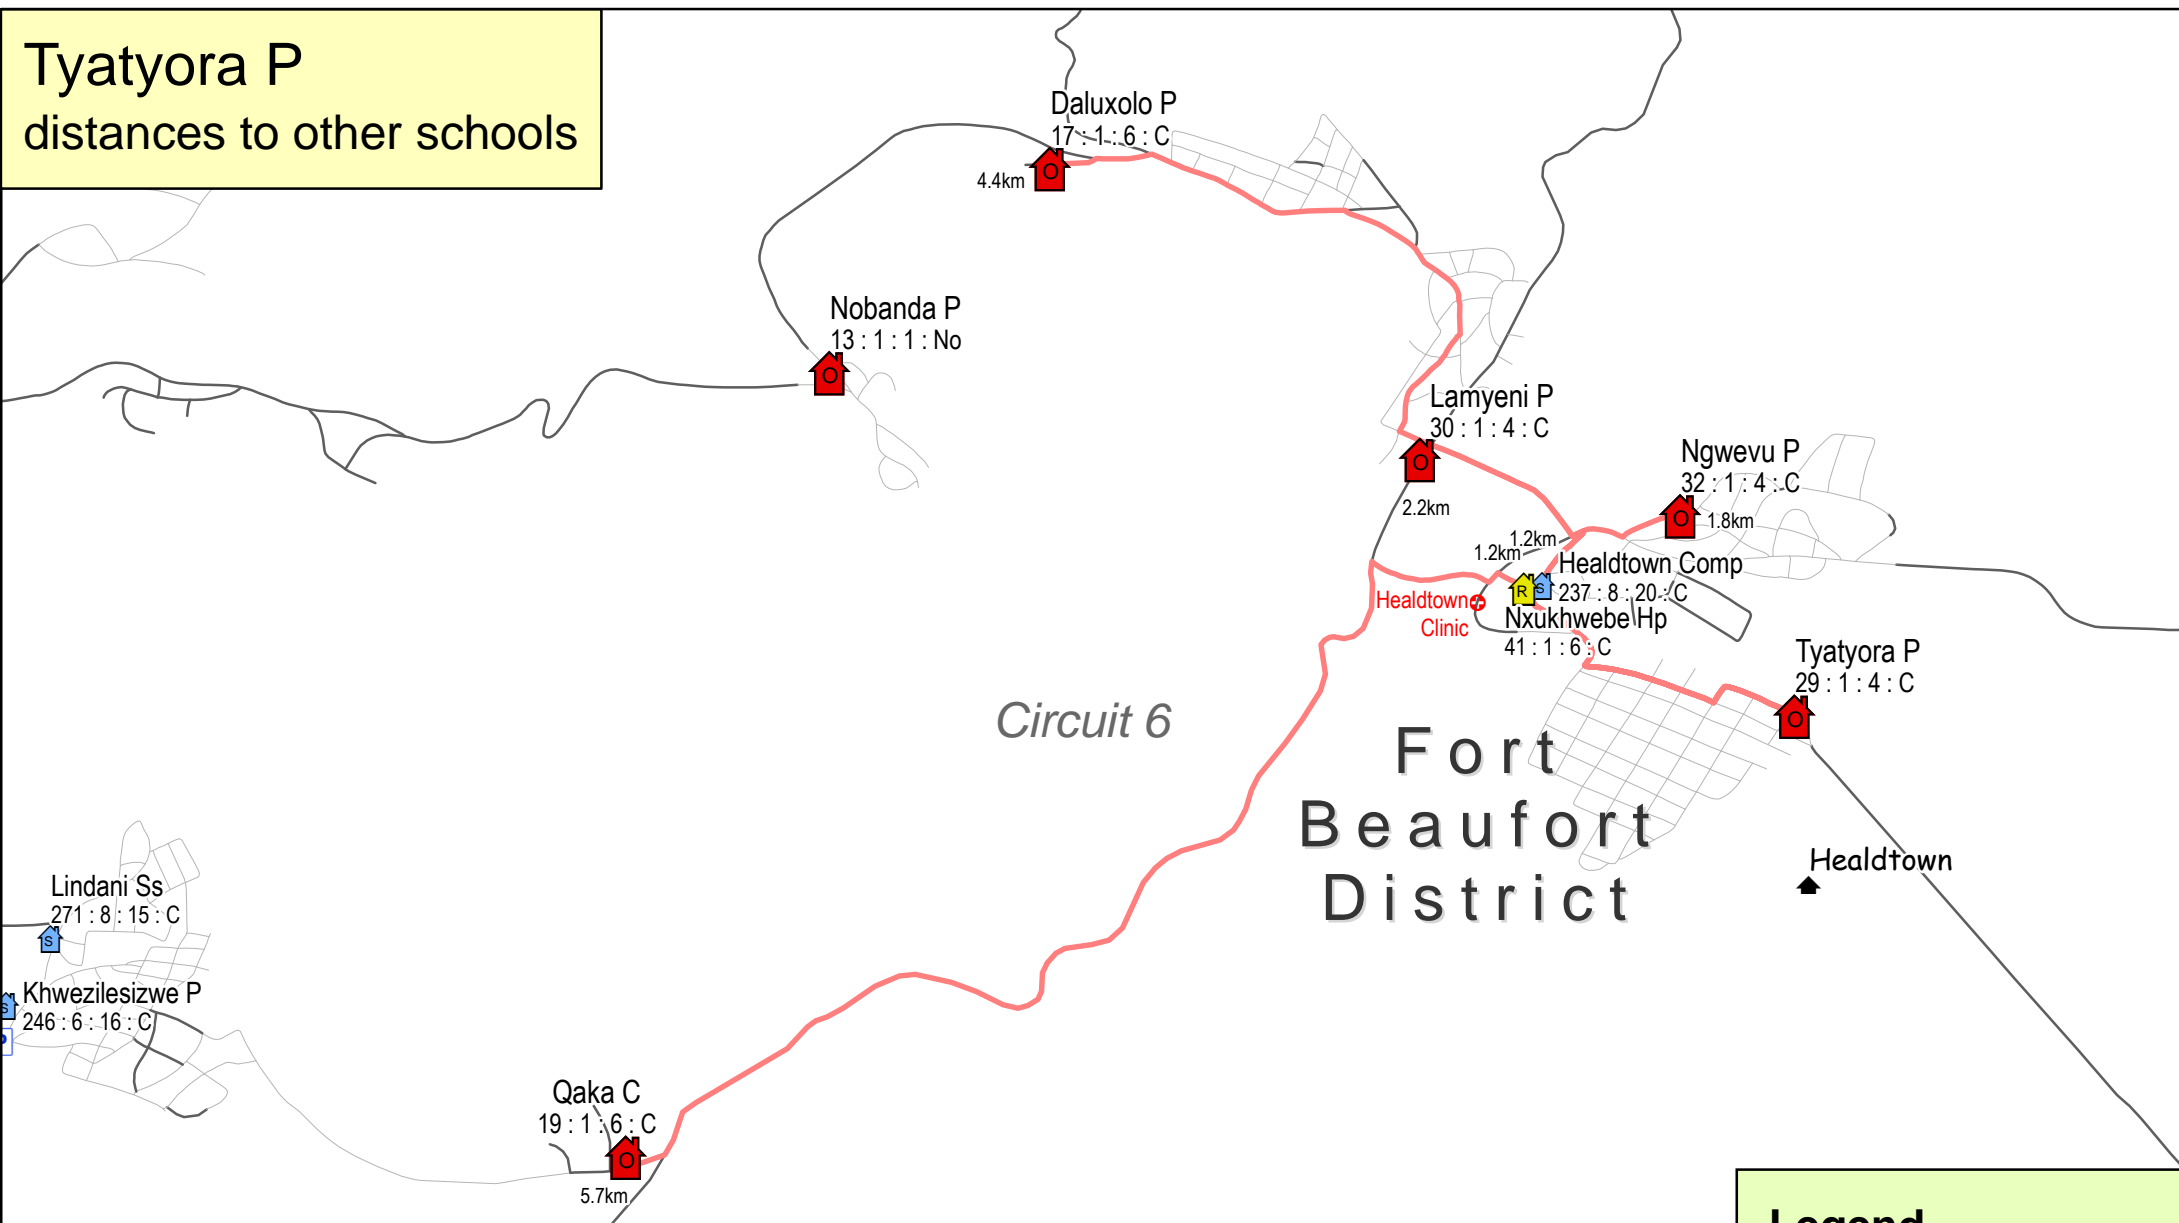 Tyatyora P
distances to other schools
Daluxolo P
17 : 1 : 6 : C
O
4.4km
Nobanda P
13 : 1 : 1 : No
O
Lamyeni P
30 : 1 : 4 : C
O
2.2km
Ngwevu P
32 : 1 : 4 : C
O
1.8km
1.2km
1.2km
Healdtown Comp
237 : 8 : 20 : C
R
S
Healdtown
Clinic
Nxukhwebe Hp
41 : 1 : 6 : C
Tyatyora P
29 : 1 : 4 : C
O
Circuit 6
Fort
Beaufort
District
Healdtown
Lindani Ss
271 : 8 : 15 : C
S
Khwezilesizwe P
246 : 6 : 16 : C
S
Qaka C
19 : 1 : 6 : C
O
5.7km
Legend